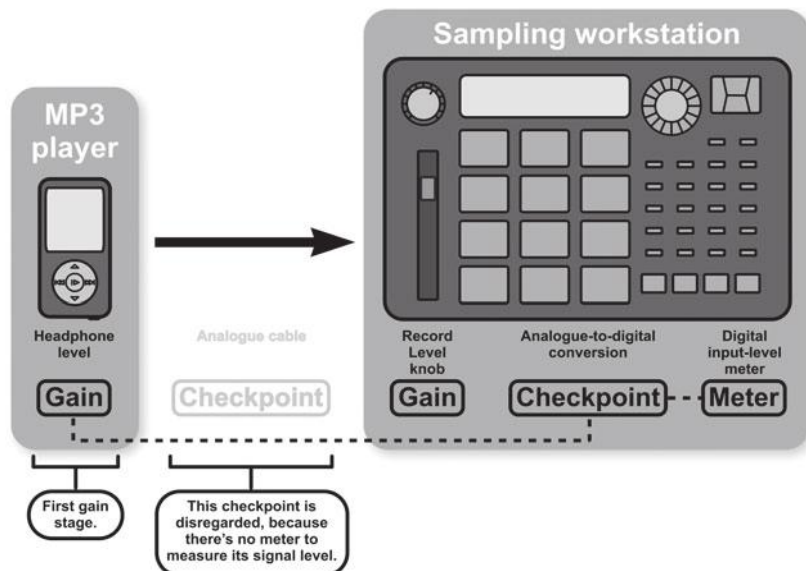 Sampling workstation
MP3
player
Headphone
level
Gain
Analogue cable
Checkpoint
Record
Level
knob
Gain
Analogue-to-digital
conversion
Checkpoint
Digital
input-level
meter
Meter
First gain
stage.
This checkpoint is
disregarded, because
there's no meter to
measure its signal level.